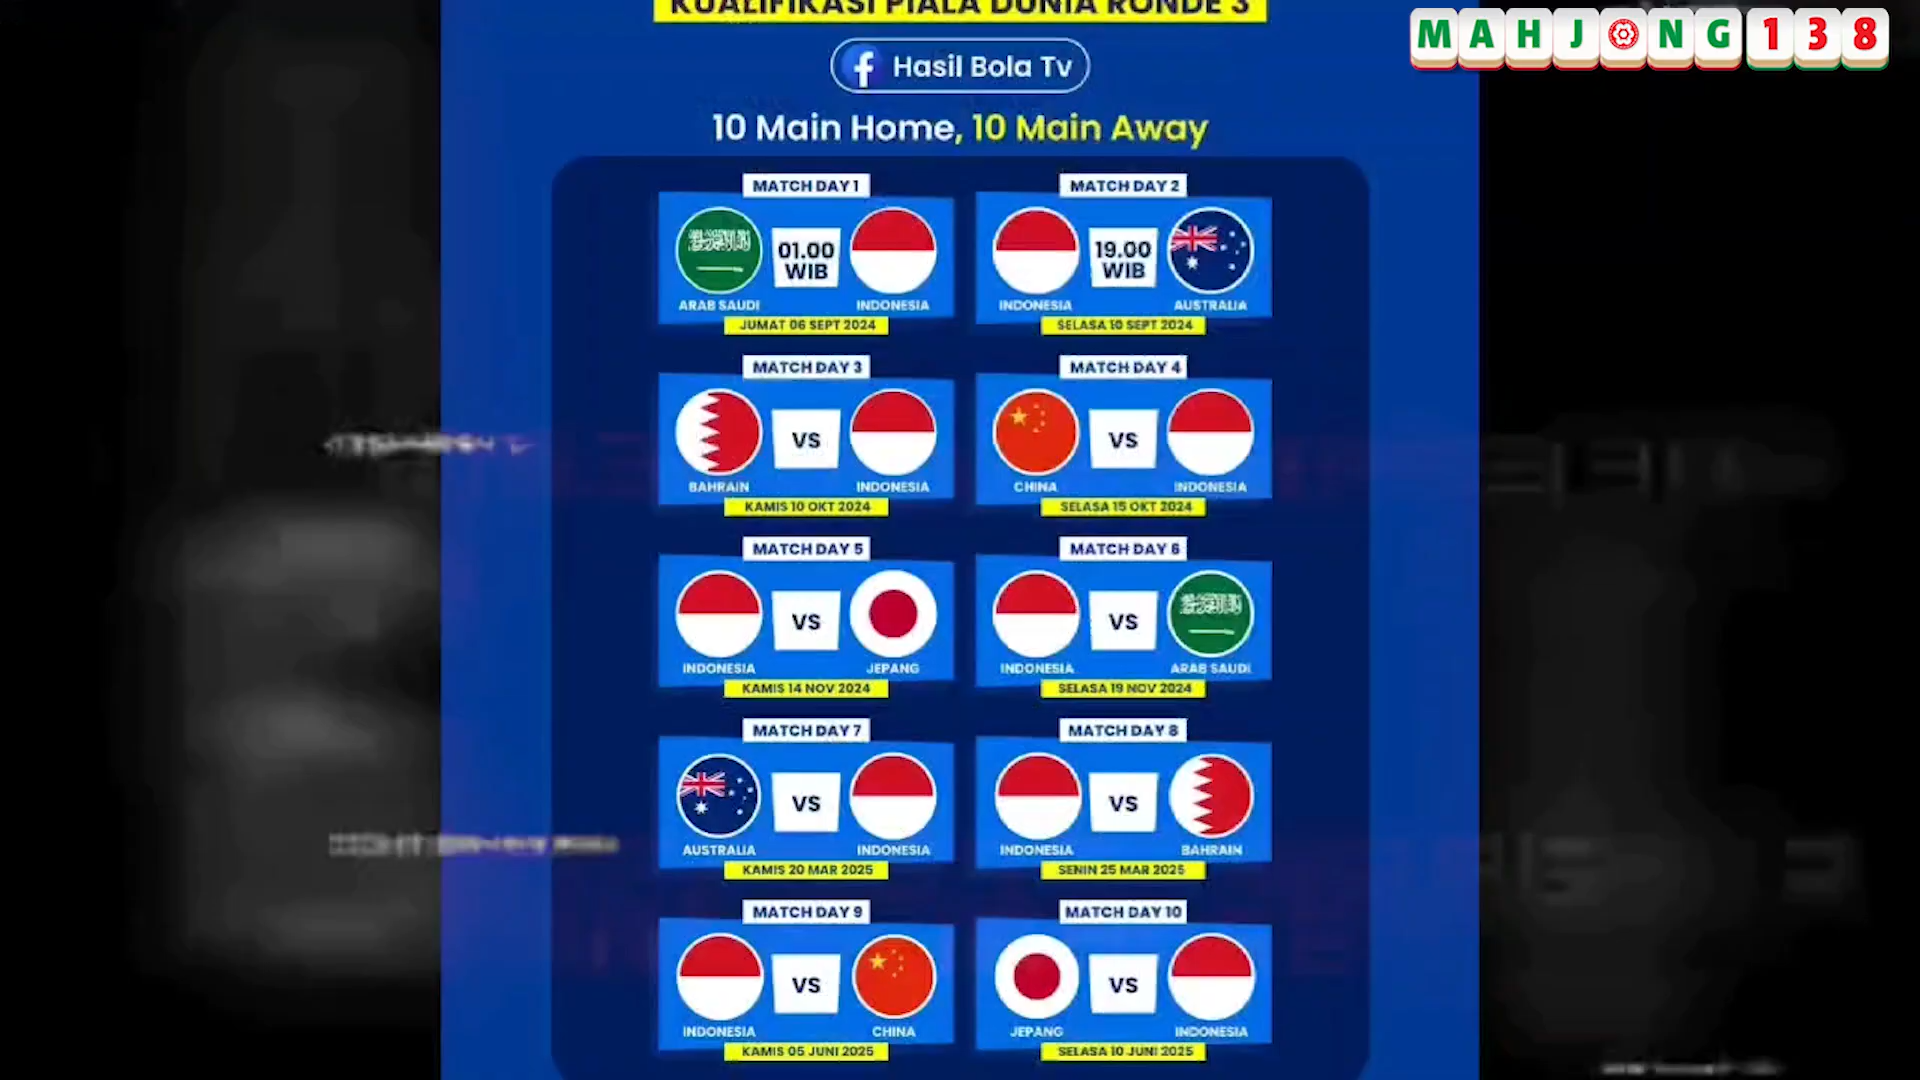 KUALIFIKASI PIALA DUNIA RONDE 3
MAHJONG138
Hasil Bola Tv
10 Main Home, 10 Main Away
MATCH DAY 1
01.00
WIB
ARAB SAUDI
INDONESIA
JUMAT 06 SEPT 2024
MATCH DAY 2
19.00
WIB
INDONESIA
AUSTRALIA
SELASA 10 SEPT 2024
MATCH DAY 3
VS
BAHRAIN
INDONESIA
KAMIS 10 OKT 2024
MATCH DAY 4
VS
CHINA
INDONESIA
SELASA 15 OKT 2024
MATCH DAY 5
VS
INDONESIA
JEPANG
KAMIS 14 NOV 2024
MATCH DAY 6
VS
INDONESIA
ARAB SAUDI
SELASA 19 NOV 2024
MATCH DAY 7
VS
AUSTRALIA
INDONESIA
KAMIS 20 MAR 2025
MATCH DAY 8
VS
INDONESIA
BAHRAIN
SENIN 25 MAR 2025
MATCH DAY 9
VS
INDONESIA
CHINA
KAMIS 05 JUNI 2025
MATCH DAY 10
VS
JEPANG
INDONESIA
SELASA 10 JUNI 2025